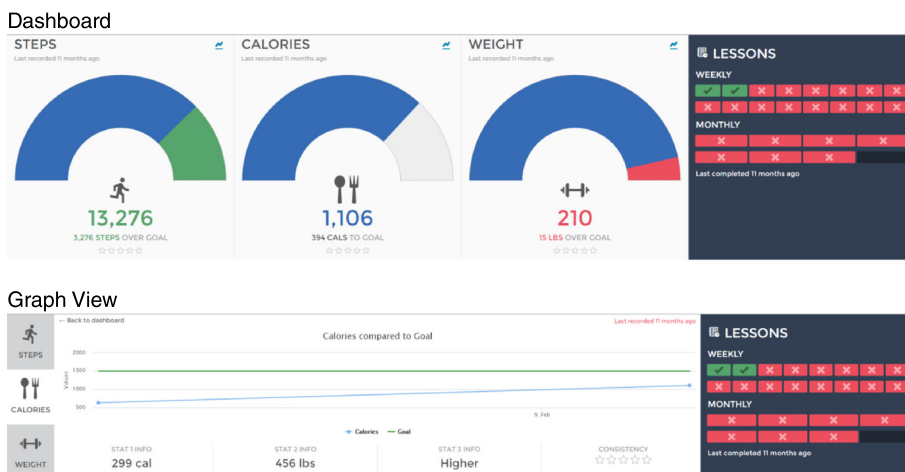 Dashboard
STEPS
Last recorded 11 months ago
13,276
3,276 STEPS OVER GOAL
CALORIES
Last recorded 11 months ago
1,106
394 CALS TO GOAL
WEIGHT
Last recorded 11 months ago
210
15 LBS OVER GOAL
LESSONS
WEEKLY
MONTHLY
Last completed 11 months ago
Graph View
STEPS
CALORIES
WEIGHT
← Back to dashboard
Last recorded 11 months ago
Calories compared to Goal
Values
2000
1500
1000
500
9. Feb
Calories Goal
STAT 1 INFO
299 cal
STAT 2 INFO
456 lbs
STAT 3 INFO
Higher
CONSISTENCY
LESSONS
WEEKLY
MONTHLY
Last completed 11 months ago